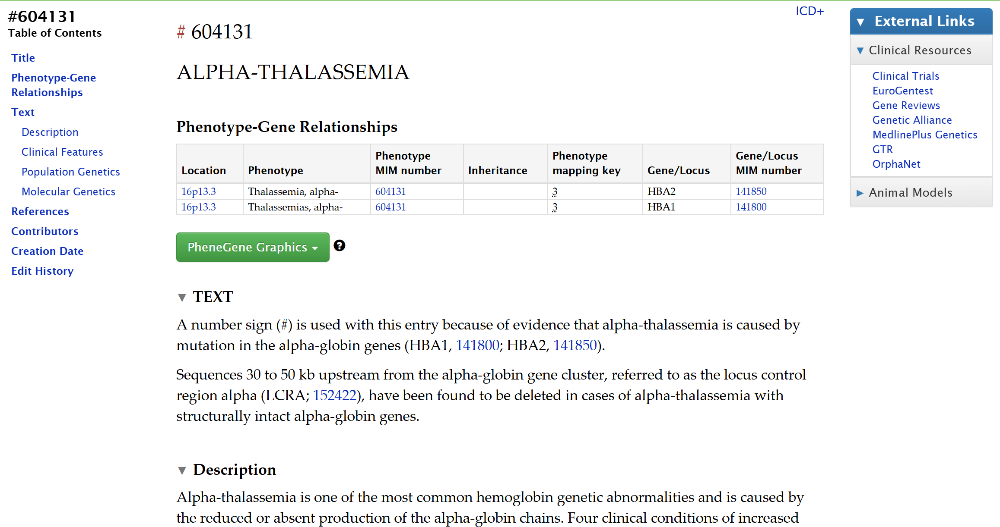 #604131
Table of Contents
Title
Phenotype-Gene
Relationships
Text
Description
Clinical Features
Population Genetics
Molecular Genetics
References
Contributors
Creation Date
Edit History
ICD+
# 604131
ALPHA-THALASSEMIA
Phenotype-Gene Relationships
Location Phenotype Phenotype MIM number Inheritance Phenotype mapping key Gene/Locus Gene/Locus MIM number
16p13.3 Thalassemia, alpha- 604131 3 HBA2 141850
16p13.3 Thalassemias, alpha- 604131 3 HBA1 141800
PheneGene Graphics
?
▼ TEXT
A number sign (#) is used with this entry because of evidence that alpha-thalassemia is caused by
mutation in the alpha-globin genes (HBA1, 141800; HBA2, 141850).
Sequences 30 to 50 kb upstream from the alpha-globin gene cluster, referred to as the locus control
region alpha (LCRA; 152422), have been found to be deleted in cases of alpha-thalassemia with
structurally intact alpha-globin genes.
▼ Description
Alpha-thalassemia is one of the most common hemoglobin genetic abnormalities and is caused by
the reduced or absent production of the alpha-globin chains. Four clinical conditions of increased
▼ External Links
▼ Clinical Resources
Clinical Trials
EuroGentest
Gene Reviews
Genetic Alliance
MedlinePlus Genetics
GTR
OrphaNet
► Animal Models